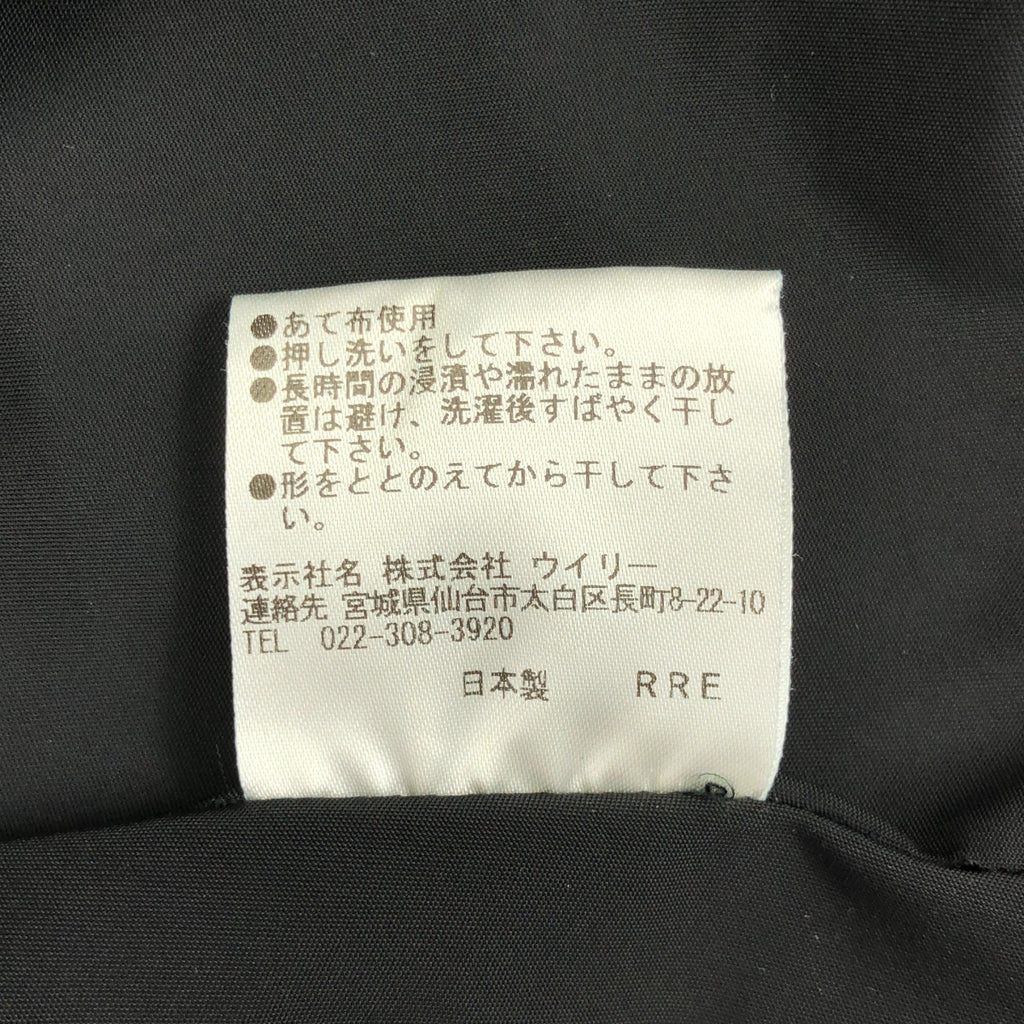 ●あて布使用
●押し洗いをして下さい。
●長時間の浸漬や濡れたままの放
置は避け、洗濯後すばやく干し
て下さい。
●形をととのえてから干して下さ
い。
表示社名 株式会社 ウイリー
連絡先 宮城県仙台市太白区長町8-22-10
TEL 022-308-3920
日本製 RRE